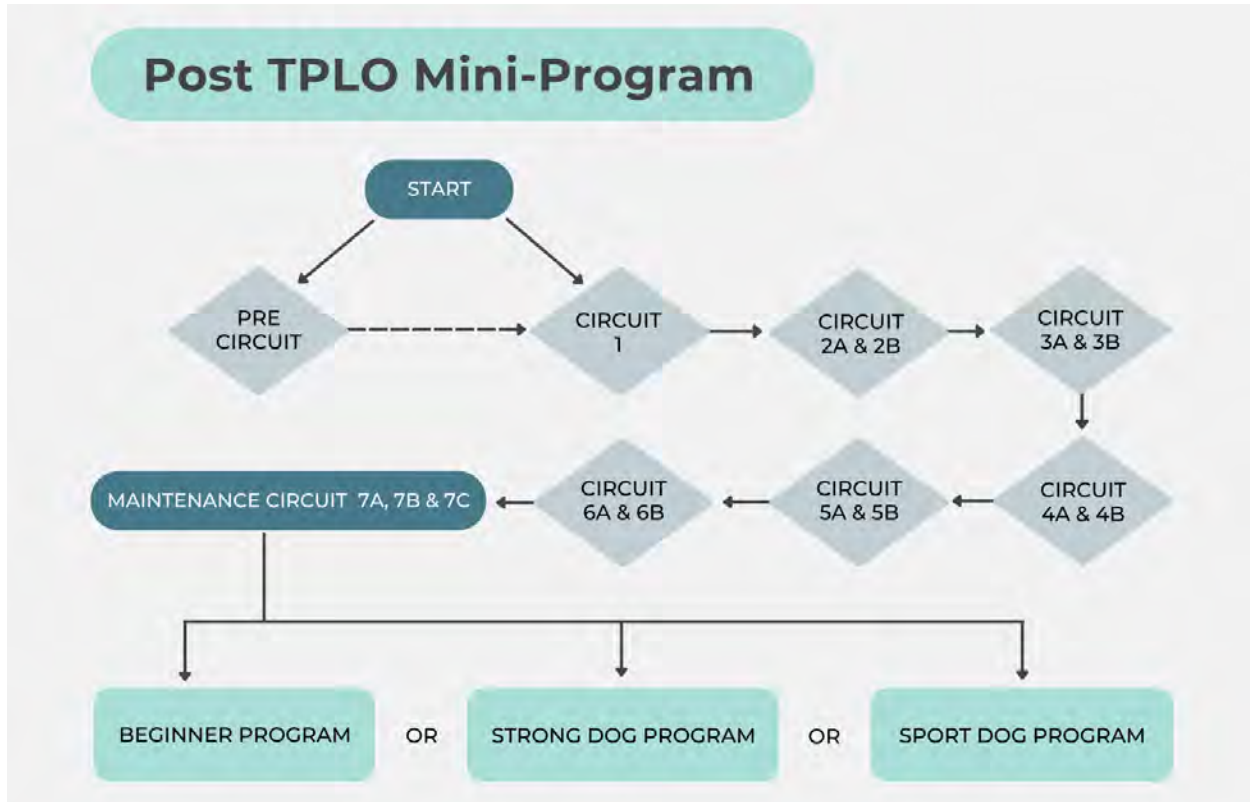 Post TPLO Mini-Program
START
PRE
CIRCUIT
CIRCUIT
1
CIRCUIT
2A & 2B
CIRCUIT
3A & 3B
CIRCUIT
4A & 4B
CIRCUIT
5A & 5B
CIRCUIT
6A & 6B
MAINTENANCE CIRCUIT 7A, 7B & 7C
BEGINNER PROGRAM
OR
STRONG DOG PROGRAM
OR
SPORT DOG PROGRAM